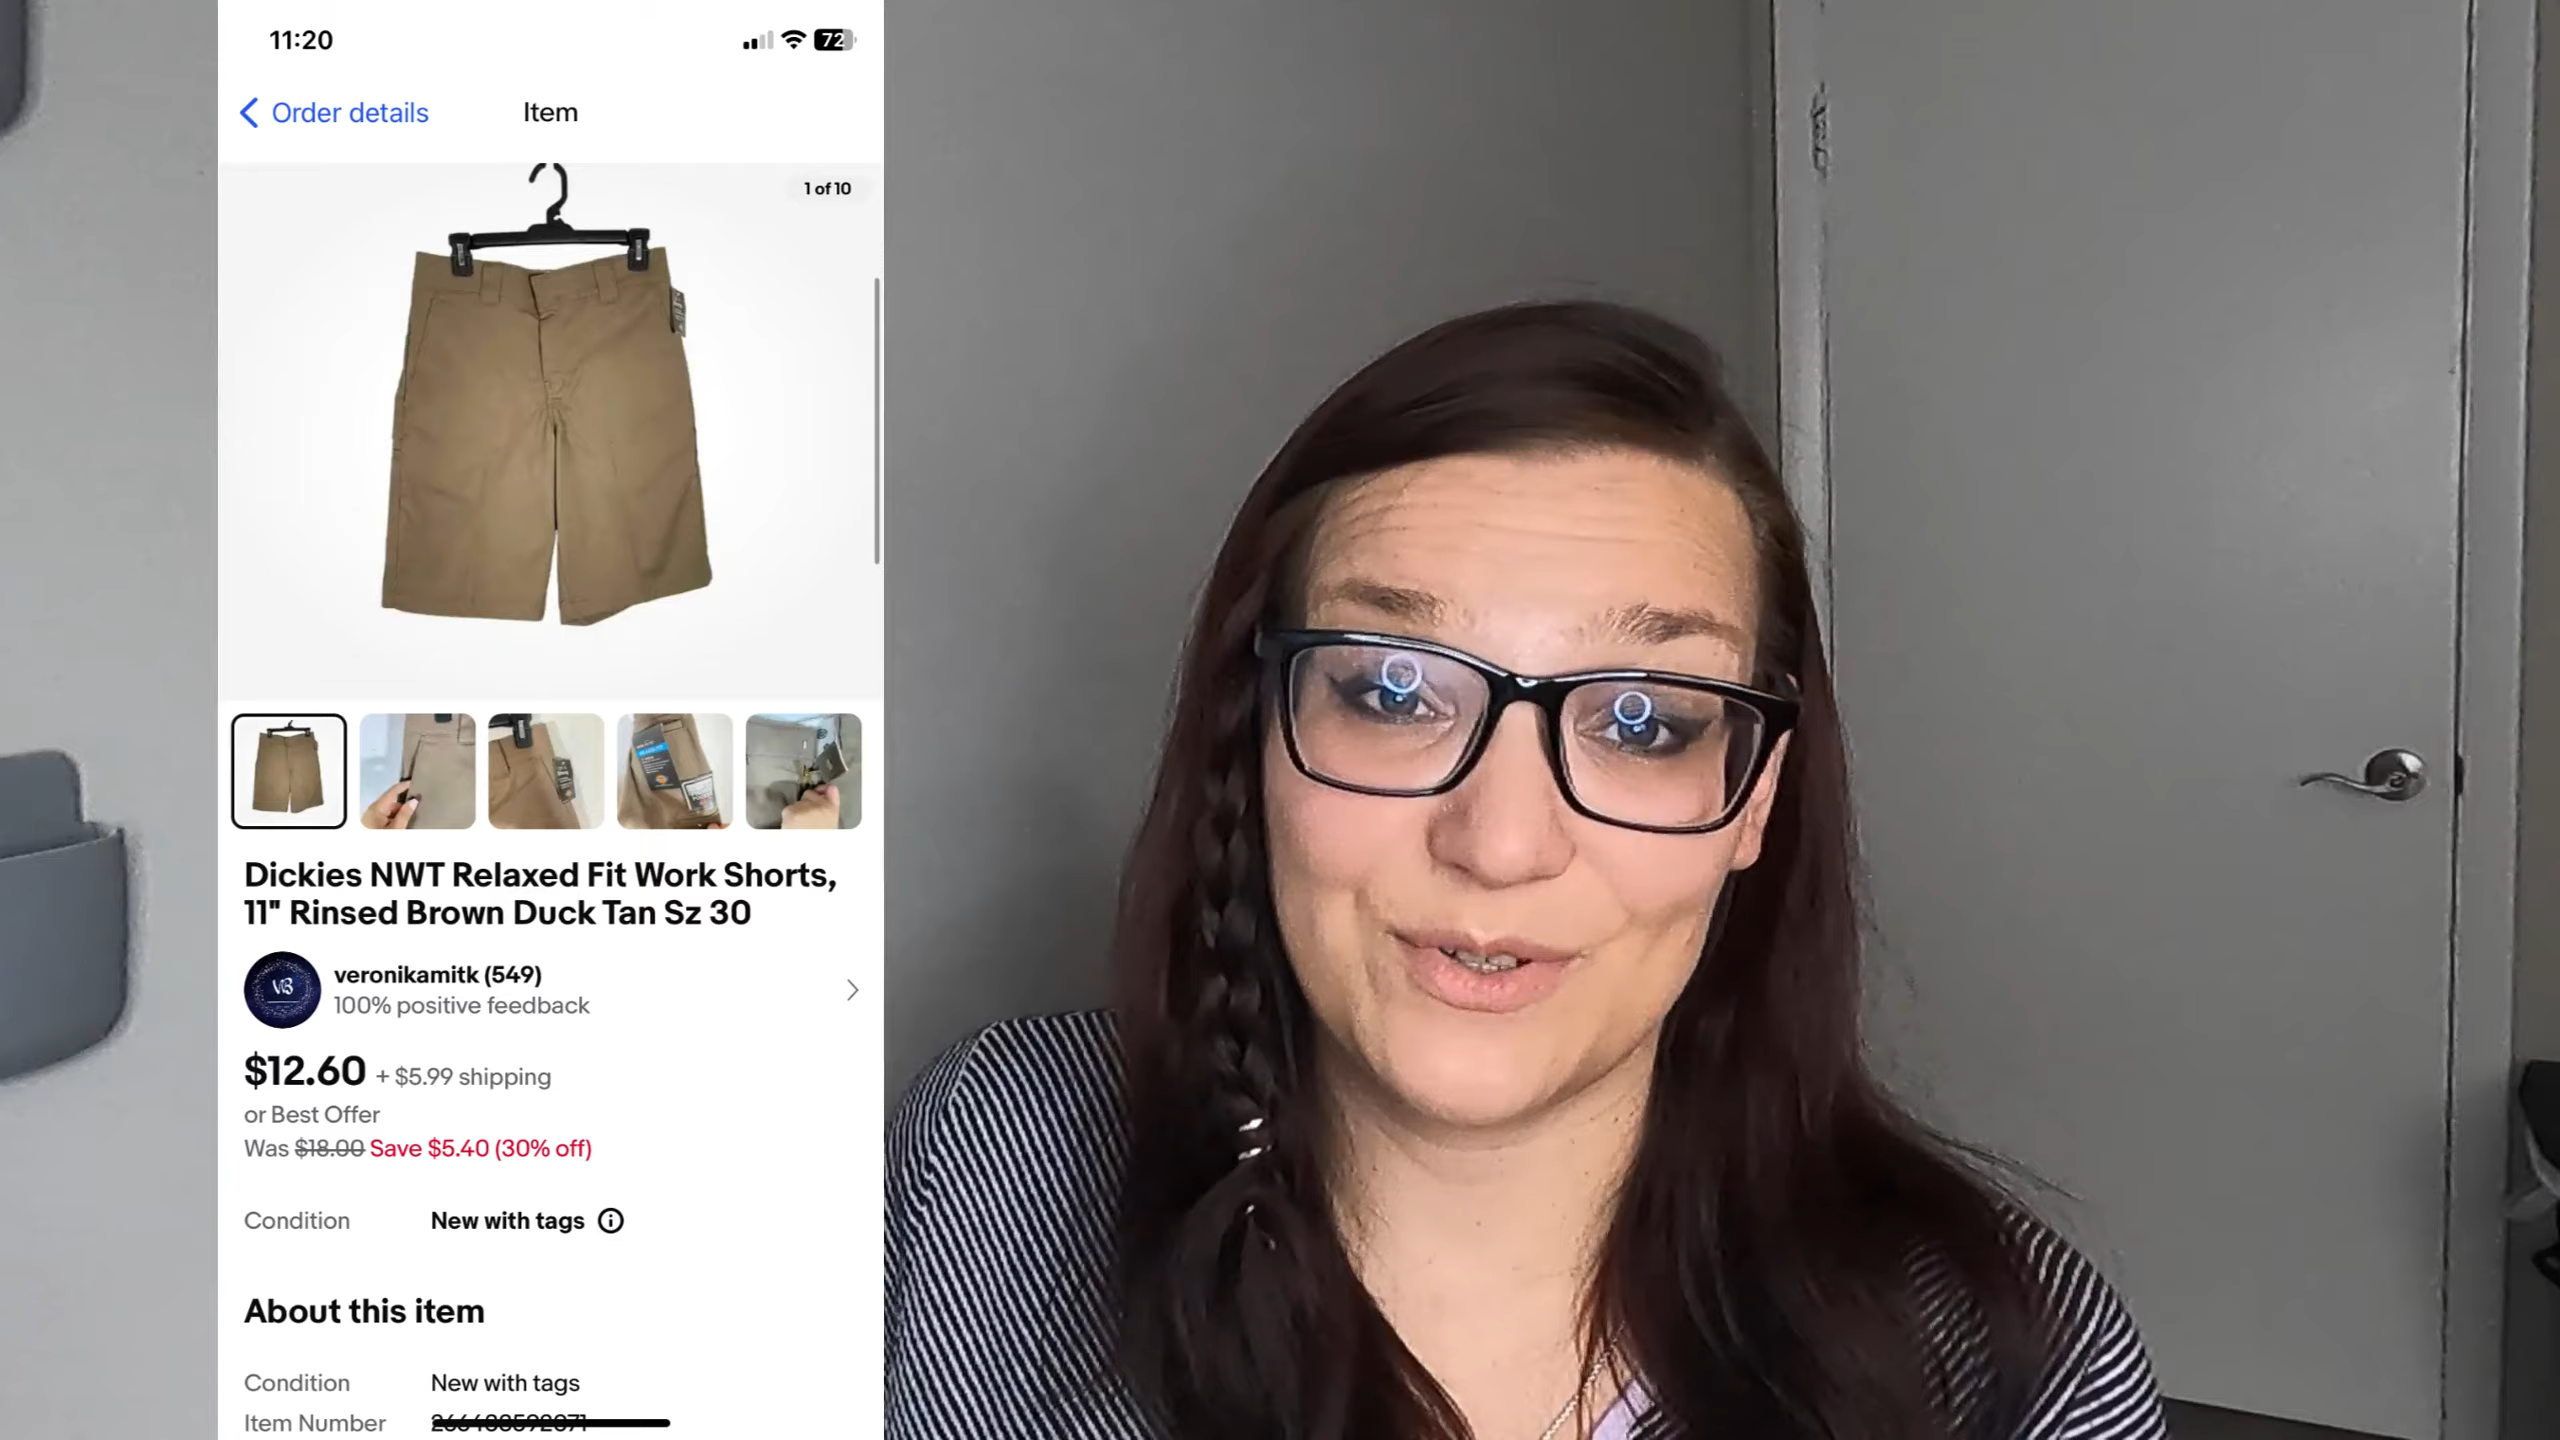 11:20
72
Order details
Item
1 of 10
Dickies NWT Relaxed Fit Work Shorts,
11" Rinsed Brown Duck Tan Sz 30
veronikamitk (549)
100% positive feedback
$12.60 + $5.99 shipping
or Best Offer
Was $18.00 Save $5.40 (30% off)
Condition New with tags
About this item
Condition New with tags
Item Number